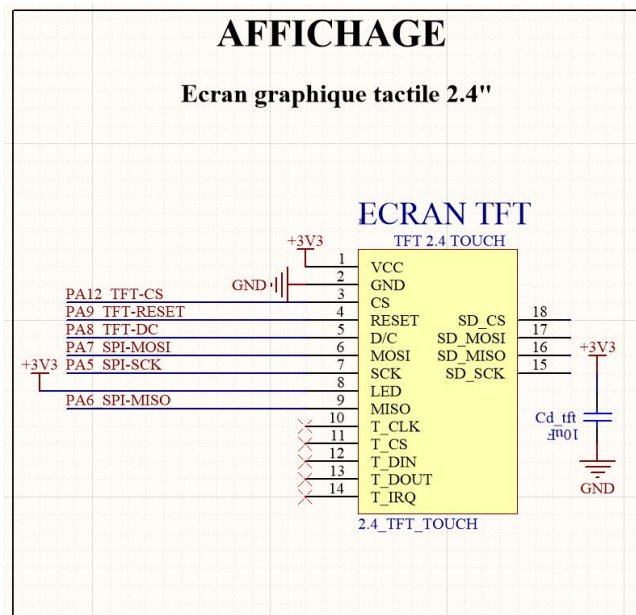 AFFICHAGE
Ecran graphique tactile 2.4"
ECRAN TFT
TFT 2.4 TOUCH
+3V3
1 VCC
GND 2 GND
PA12 TFT-CS 3 CS
PA9 TFT-RESET 4 RESET
PA8 TFT-DC 5 D/C
PA7 SPI-MOSI 6 MOSI
PA5 SPI-SCK 7 SCK
+3V3 8 LED
PA6 SPI-MISO 9 MISO
10 T_CLK
11 T_CS
12 T_DIN
13 T_DOUT
14 T_IRQ
SD_CS 18
SD_MOSI 17
SD_MISO 16
SD_SCK 15
2.4_TFT_TOUCH
+3V3
Cd_tft
10uF
GND